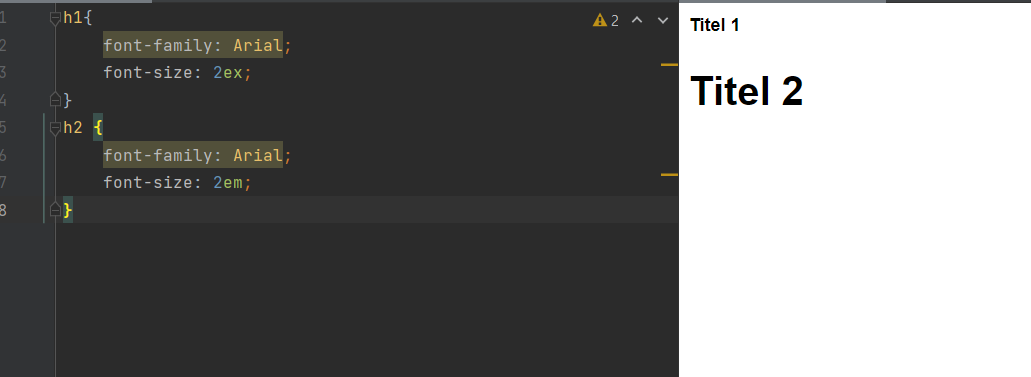 1 h1{
2 font-family: Arial;
3 font-size: 2ex;
4 }
5 h2 {
6 font-family: Arial;
7 font-size: 2em;
8 }
2
Titel 1
Titel 2